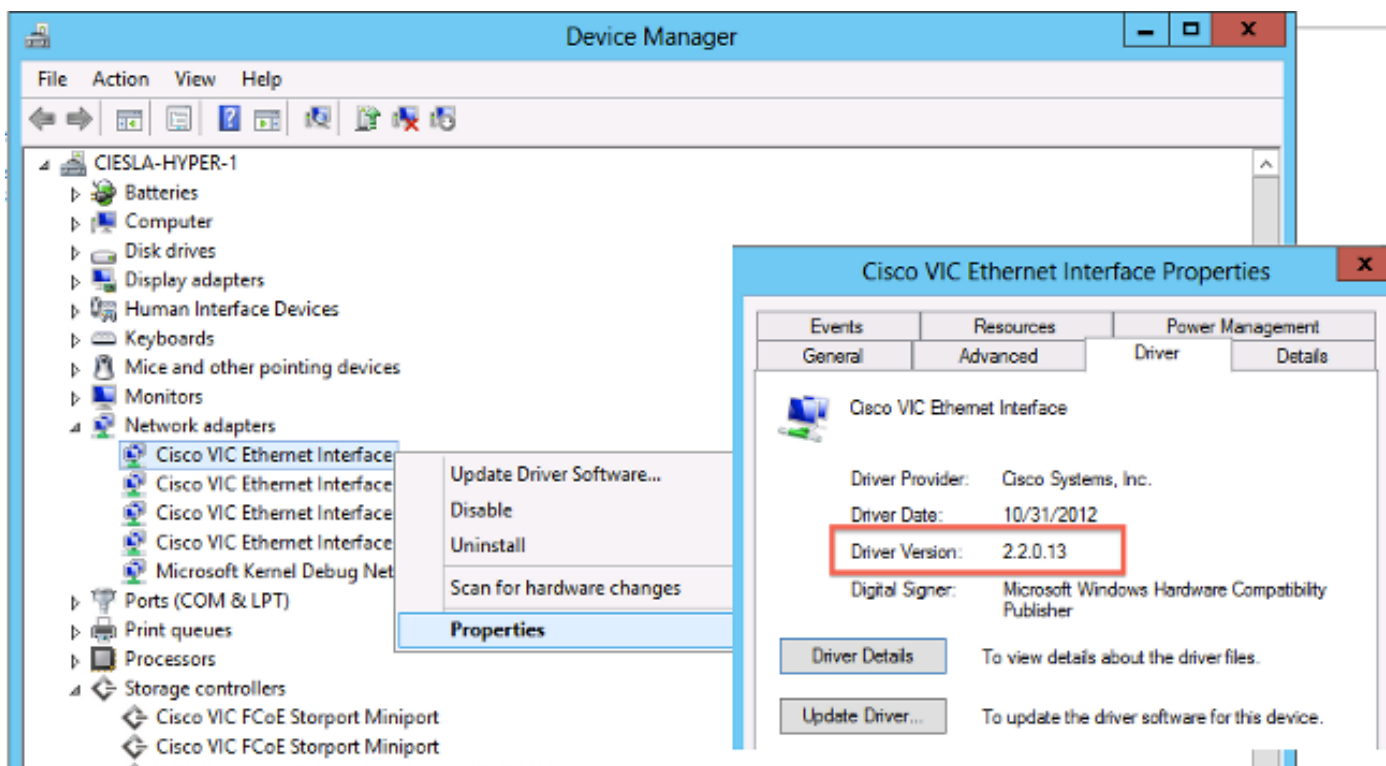 Device Manager
File Action View Help
CIESLA-HYPER-1
Batteries
Computer
Disk drives
Display adapters
Human Interface Devices
Keyboards
Mice and other pointing devices
Monitors
Network adapters
Cisco VIC Ethernet Interface
Cisco VIC Ethernet Interface
Cisco VIC Ethernet Interface
Cisco VIC Ethernet Interface
Microsoft Kernel Debug Net
Ports (COM & LPT)
Print queues
Processors
Storage controllers
Cisco VIC FCoE Storport Miniport
Cisco VIC FCoE Storport Miniport
Update Driver Software...
Disable
Uninstall
Scan for hardware changes
Properties
Cisco VIC Ethernet Interface Properties
Events Resources Power Management
General Advanced Driver Details
Cisco VIC Ethernet Interface
Driver Provider: Cisco Systems, Inc.
Driver Date: 10/31/2012
Driver Version: 2.2.0.13
Digital Signer: Microsoft Windows Hardware Compatibility
Publisher
Driver Details To view details about the driver files.
Update Driver... To update the driver software for this device.